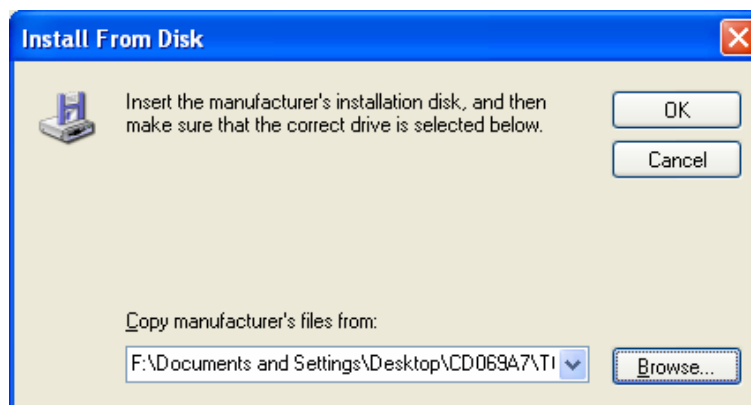 Install From Disk
Insert the manufacturer's installation disk, and then
make sure that the correct drive is selected below.
OK
Cancel
Copy manufacturer's files from:
F:\Documents and Settings\Desktop\CD069A7\
Browse...